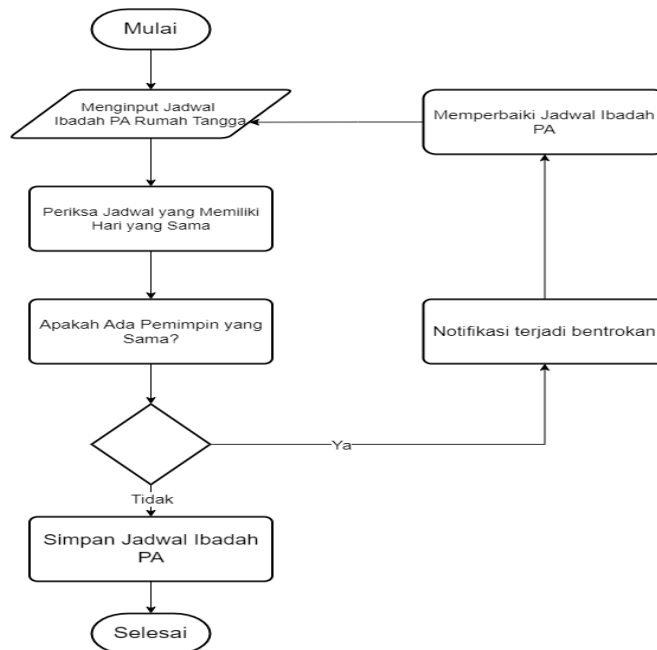 Mulai
Menginput Jadwal
Ibadah PA Rumah Tangga
Memperbaiki Jadwal Ibadah
PA
Periksa Jadwal yang Memiliki
Hari yang Sama
Apakah Ada Pemimpin yang
Sama?
Notifikasi terjadi bentrokan
Ya
Tidak
Simpan Jadwal Ibadah
PA
Selesai